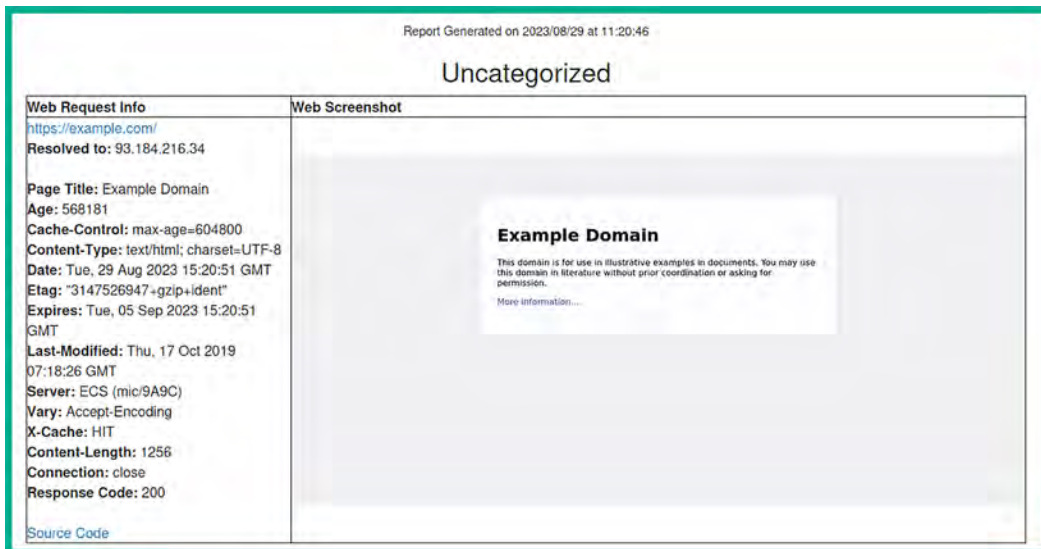 Report Generated on 2023/08/29 at 11:20:46
Uncategorized
Web Request Info
Web Screenshot
https://example.com/
Resolved to: 93.184.216.34
Page Title: Example Domain
Age: 568181
Cache-Control: max-age=604800
Content-Type: text/html; charset=UTF-8
Date: Tue, 29 Aug 2023 15:20:51 GMT
Etag: "3147526947+gzip+ident"
Expires: Tue, 05 Sep 2023 15:20:51
GMT
Last-Modified: Thu, 17 Oct 2019
07:18:26 GMT
Server: ECS (mic/9A9C)
Vary: Accept-Encoding
X-Cache: HIT
Content-Length: 1256
Connection: close
Response Code: 200
Source Code
Example Domain
This domain is for use in illustrative examples in documents. You may use
this domain in literature without prior coordination or asking for
permission.
More information...